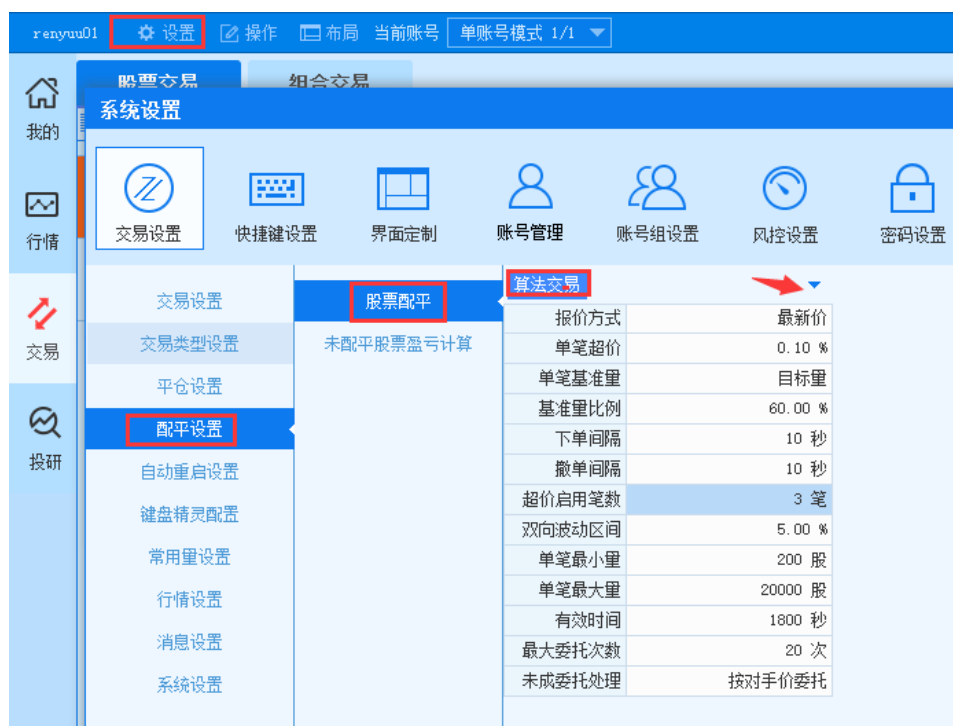 renyuu01 设置 操作 布局 当前账号 单账号模式 1/1
股票交易 组合交易
我的
行情
交易
投研
系统设置
交易设置 快捷键设置 界面定制 账号管理 账号组设置 风控设置 密码设置
交易设置
交易类型设置
平仓设置
配平设置
自动重启设置
键盘精灵配置
常用量设置
行情设置
消息设置
系统设置
股票配平
未配平股票盈亏计算
算法交易
报价方式 最新价
单笔超价 0.10 %
单笔基准量 目标量
基准量比例 60.00 %
下单间隔 10 秒
撤单间隔 10 秒
超价启用笔数 3 笔
双向波动区间 5.00 %
单笔最小量 200 股
单笔最大量 20000 股
有效时间 1800 秒
最大委托次数 20 次
未成委托处理 按对手价委托